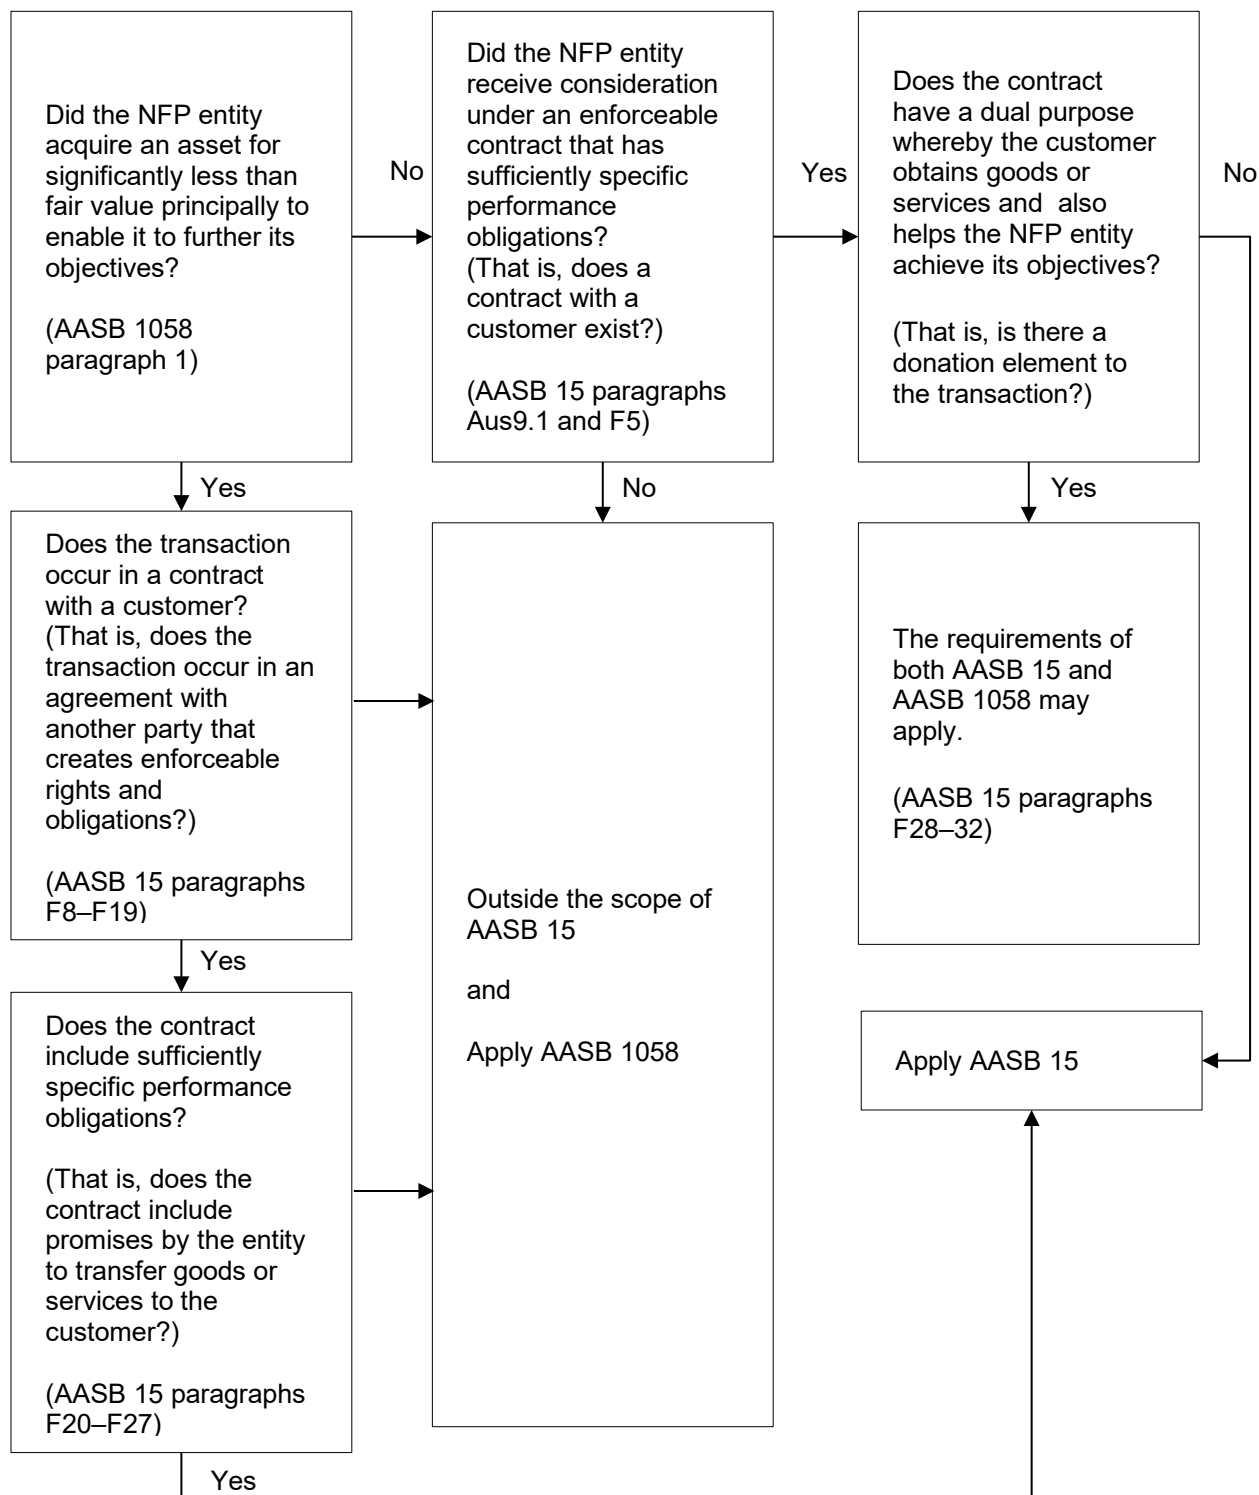 Did the NFP entity
acquire an asset for
significantly less than
fair value principally to
enable it to further its
objectives?
(AASB 1058
paragraph 1)
No
Did the NFP entity
receive consideration
under an enforceable
contract that has
sufficiently specific
performance
obligations?
(That is, does a
contract with a
customer exist?)
(AASB 15 paragraphs
Aus9.1 and F5)
Yes
Does the contract
have a dual purpose
whereby the customer
obtains goods or
services and also
helps the NFP entity
achieve its objectives?
(That is, is there a
donation element to
the transaction?)
No
Yes
No
Yes
Does the transaction
occur in a contract
with a customer?
(That is, does the
transaction occur in an
agreement with
another party that
creates enforceable
rights and
obligations?)
(AASB 15 paragraphs
F8–F19)
Outside the scope of
AASB 15
and
Apply AASB 1058
The requirements of
both AASB 15 and
AASB 1058 may
apply.
(AASB 15 paragraphs
F28–32)
Yes
Does the contract
include sufficiently
specific performance
obligations?
(That is, does the
contract include
promises by the entity
to transfer goods or
services to the
customer?)
(AASB 15 paragraphs
F20–F27)
Apply AASB 15
Yes